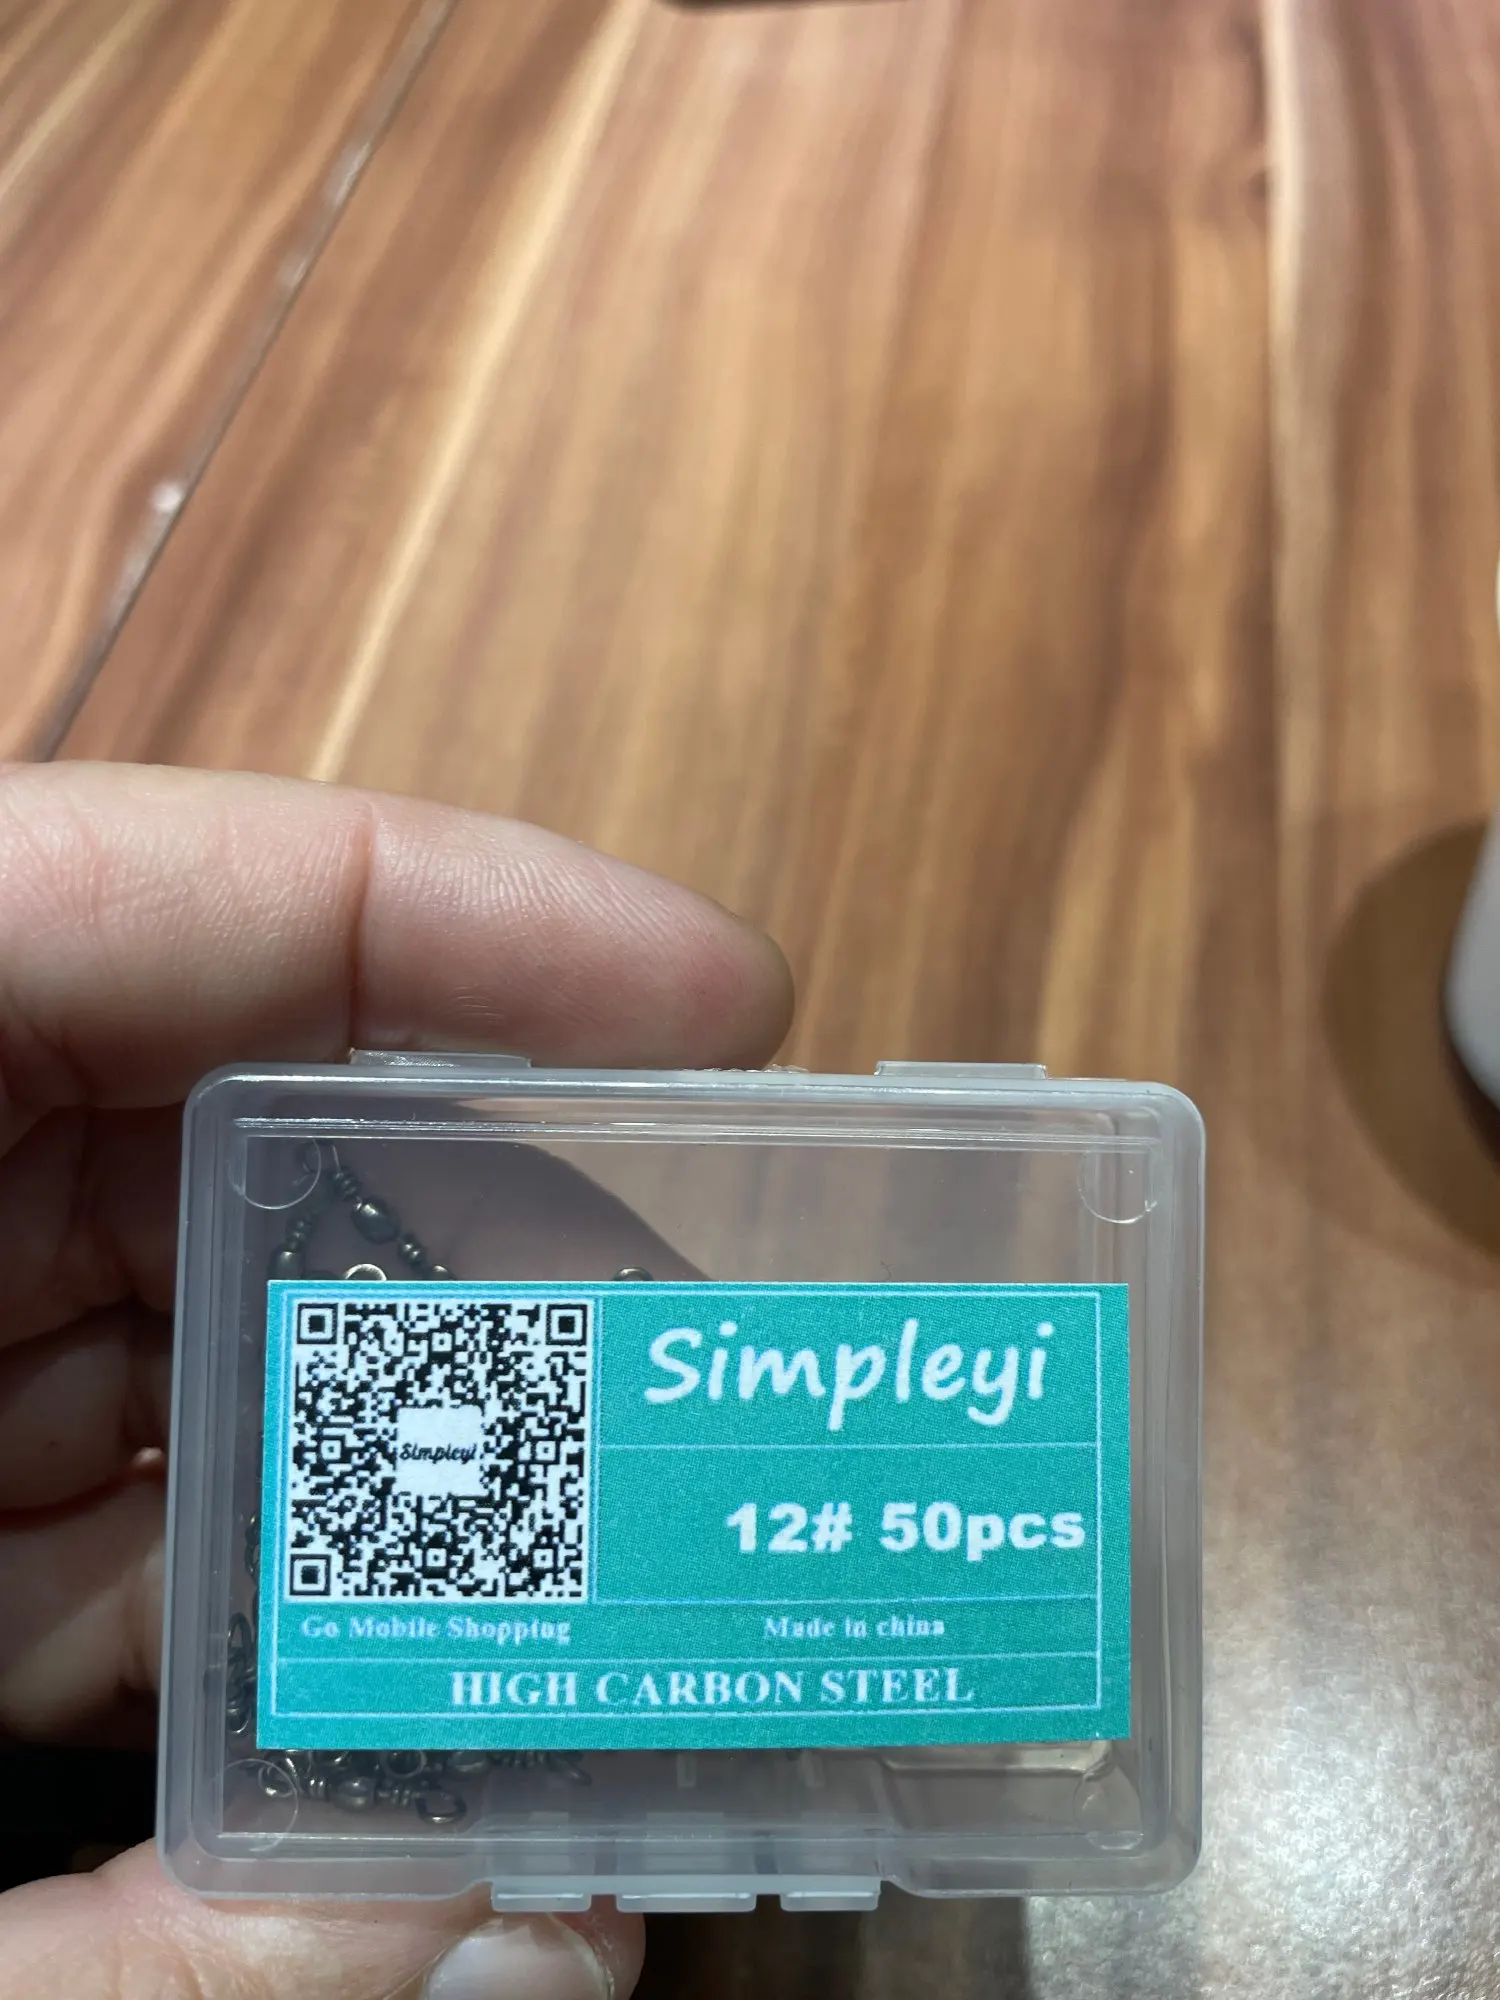 Simpleyi
Simpleyi
12# 50pcs
Go Mobile Shopping
Made in china
HIGH CARBON STEEL